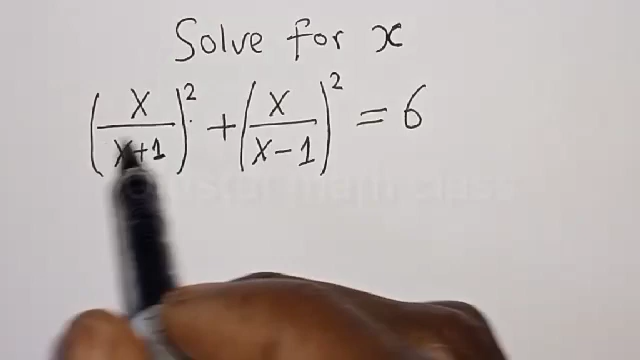 Solve for x
(x/(x+1))² + (x/(x-1))² = 6